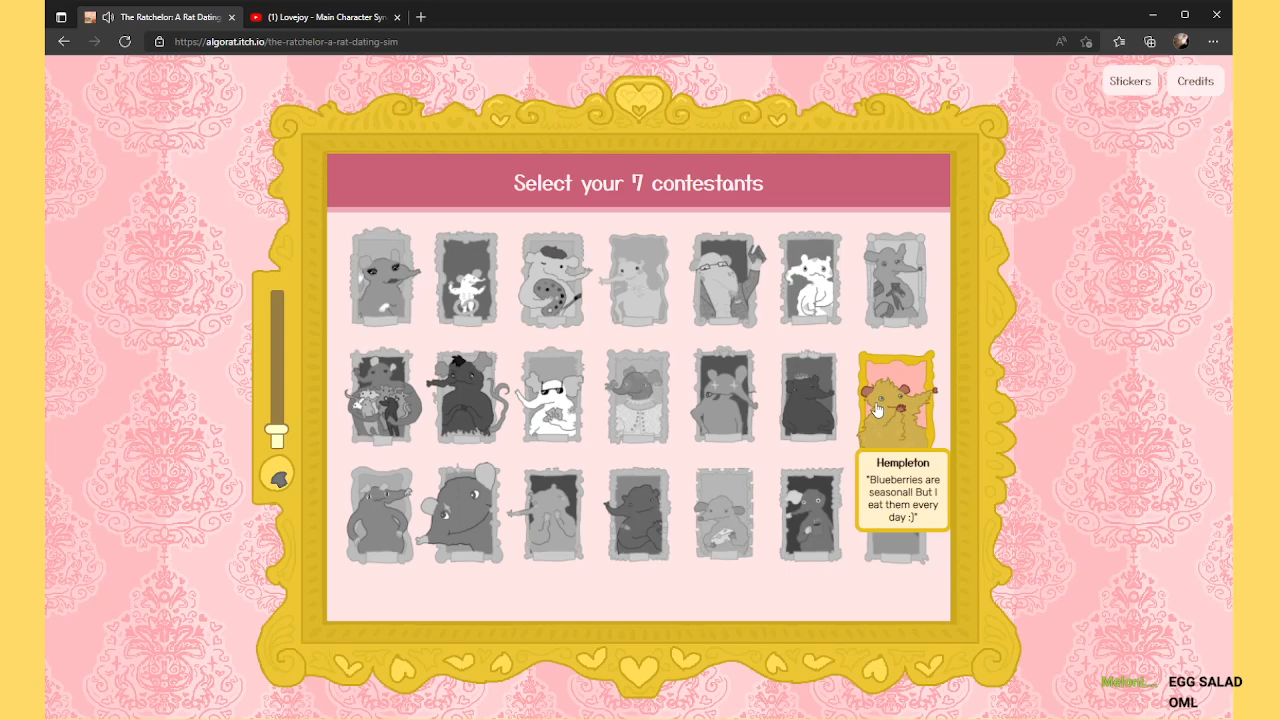 The Ratchelor: A Rat Dating
(1) Lovejoy - Main Character Syn
https://algorat.itch.io/the-ratchelor-a-rat-dating-sim
Stickers
Credits
Select your 7 contestants
Hempleton
"Blueberries are
seasonal! But I
eat them every
day :)"
EGG SALAD
OML